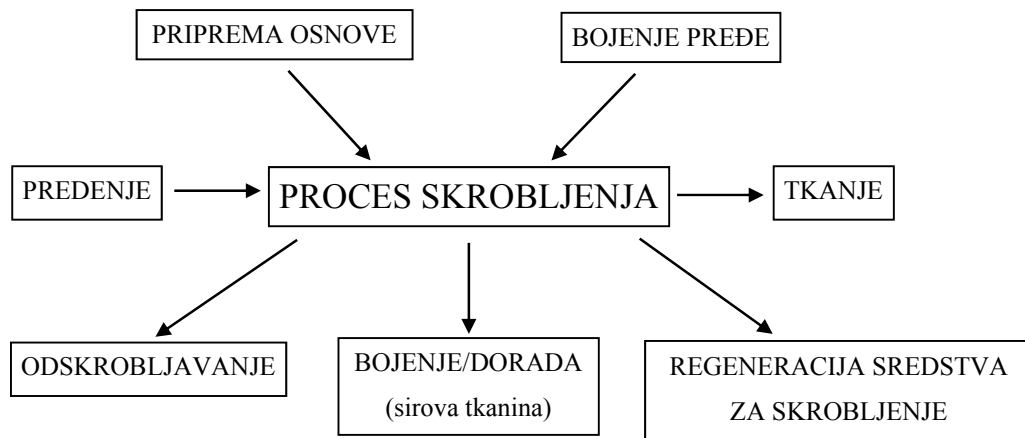 PRIPREMA OSNOVE
BOJENJE PREĐE
PREDENJE
PROCES SKROBLJENJA
TKANJE
ODSKROBLJAVANJE
BOJENJE/DORADA
(sirova tkanina)
REGENERACIJA SREDSTVA
ZA SKROBLJENJE